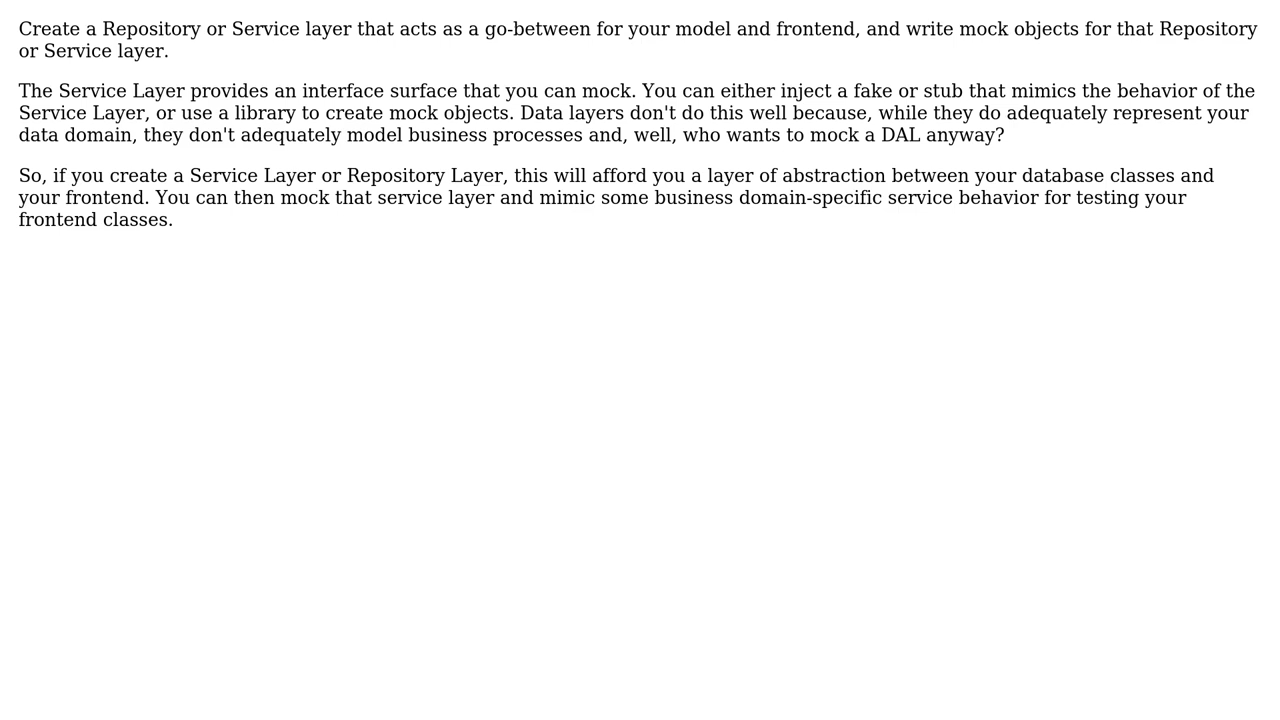 Create a Repository or Service layer that acts as a go-between for your model and frontend, and write mock objects for that Repository
or Service layer.
The Service Layer provides an interface surface that you can mock. You can either inject a fake or stub that mimics the behavior of the
Service Layer, or use a library to create mock objects. Data layers don't do this well because, while they do adequately represent your
data domain, they don't adequately model business processes and, well, who wants to mock a DAL anyway?
So, if you create a Service Layer or Repository Layer, this will afford you a layer of abstraction between your database classes and
your frontend. You can then mock that service layer and mimic some business domain-specific service behavior for testing your
frontend classes.